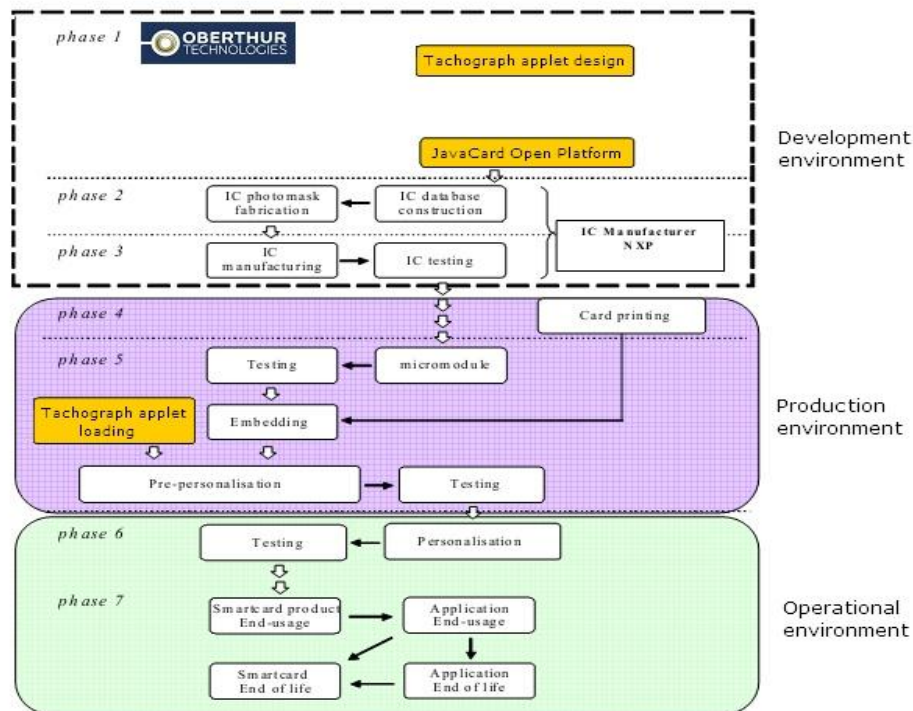 phase 1
OBERTHUR
TECHNOLOGIES
Tachograph applet design
JavaCard Open Platform
Development
environment
phase 2
IC photomask
fabrication
IC database
construction
IC Manufacturer
NXP
phase 3
IC
manufacturing
IC testing
phase 4
Card printing
phase 5
Testing
micromodule
Tachograph applet
loading
Embedding
Production
environment
Pre-personalisation
Testing
phase 6
Testing
Personalisation
phase 7
Smartcard product
End-usage
Application
End-usage
Operational
environment
Smartcard
End of life
Application
End of life